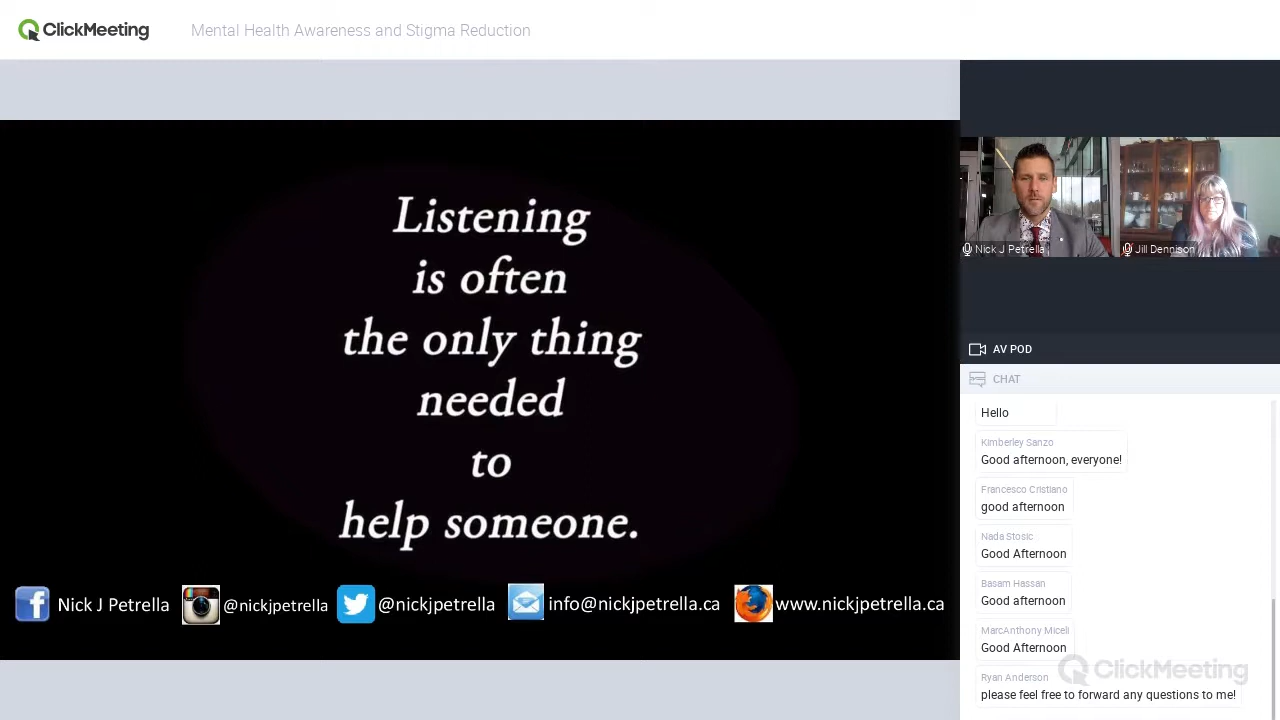 ClickMeeting
Mental Health Awareness and Stigma Reduction
Listening
is often
the only thing
needed
to
help someone.
Nick J Petrella
@nickjpetrella
@nickjpetrella
info@nickjpetrella.ca
www.nickjpetrella.ca
Nick J Petrella
Jill Dennison
AV POD
CHAT
Hello
Kimberley Sanzo
Good afternoon, everyone!
Francesco Cristiano
good afternoon
Nada Stosic
Good Afternoon
Basam Hassan
Good afternoon
MarcAnthony Miceli
Good Afternoon
ClickMeeting
Ryan Anderson
please feel free to forward any questions to me!